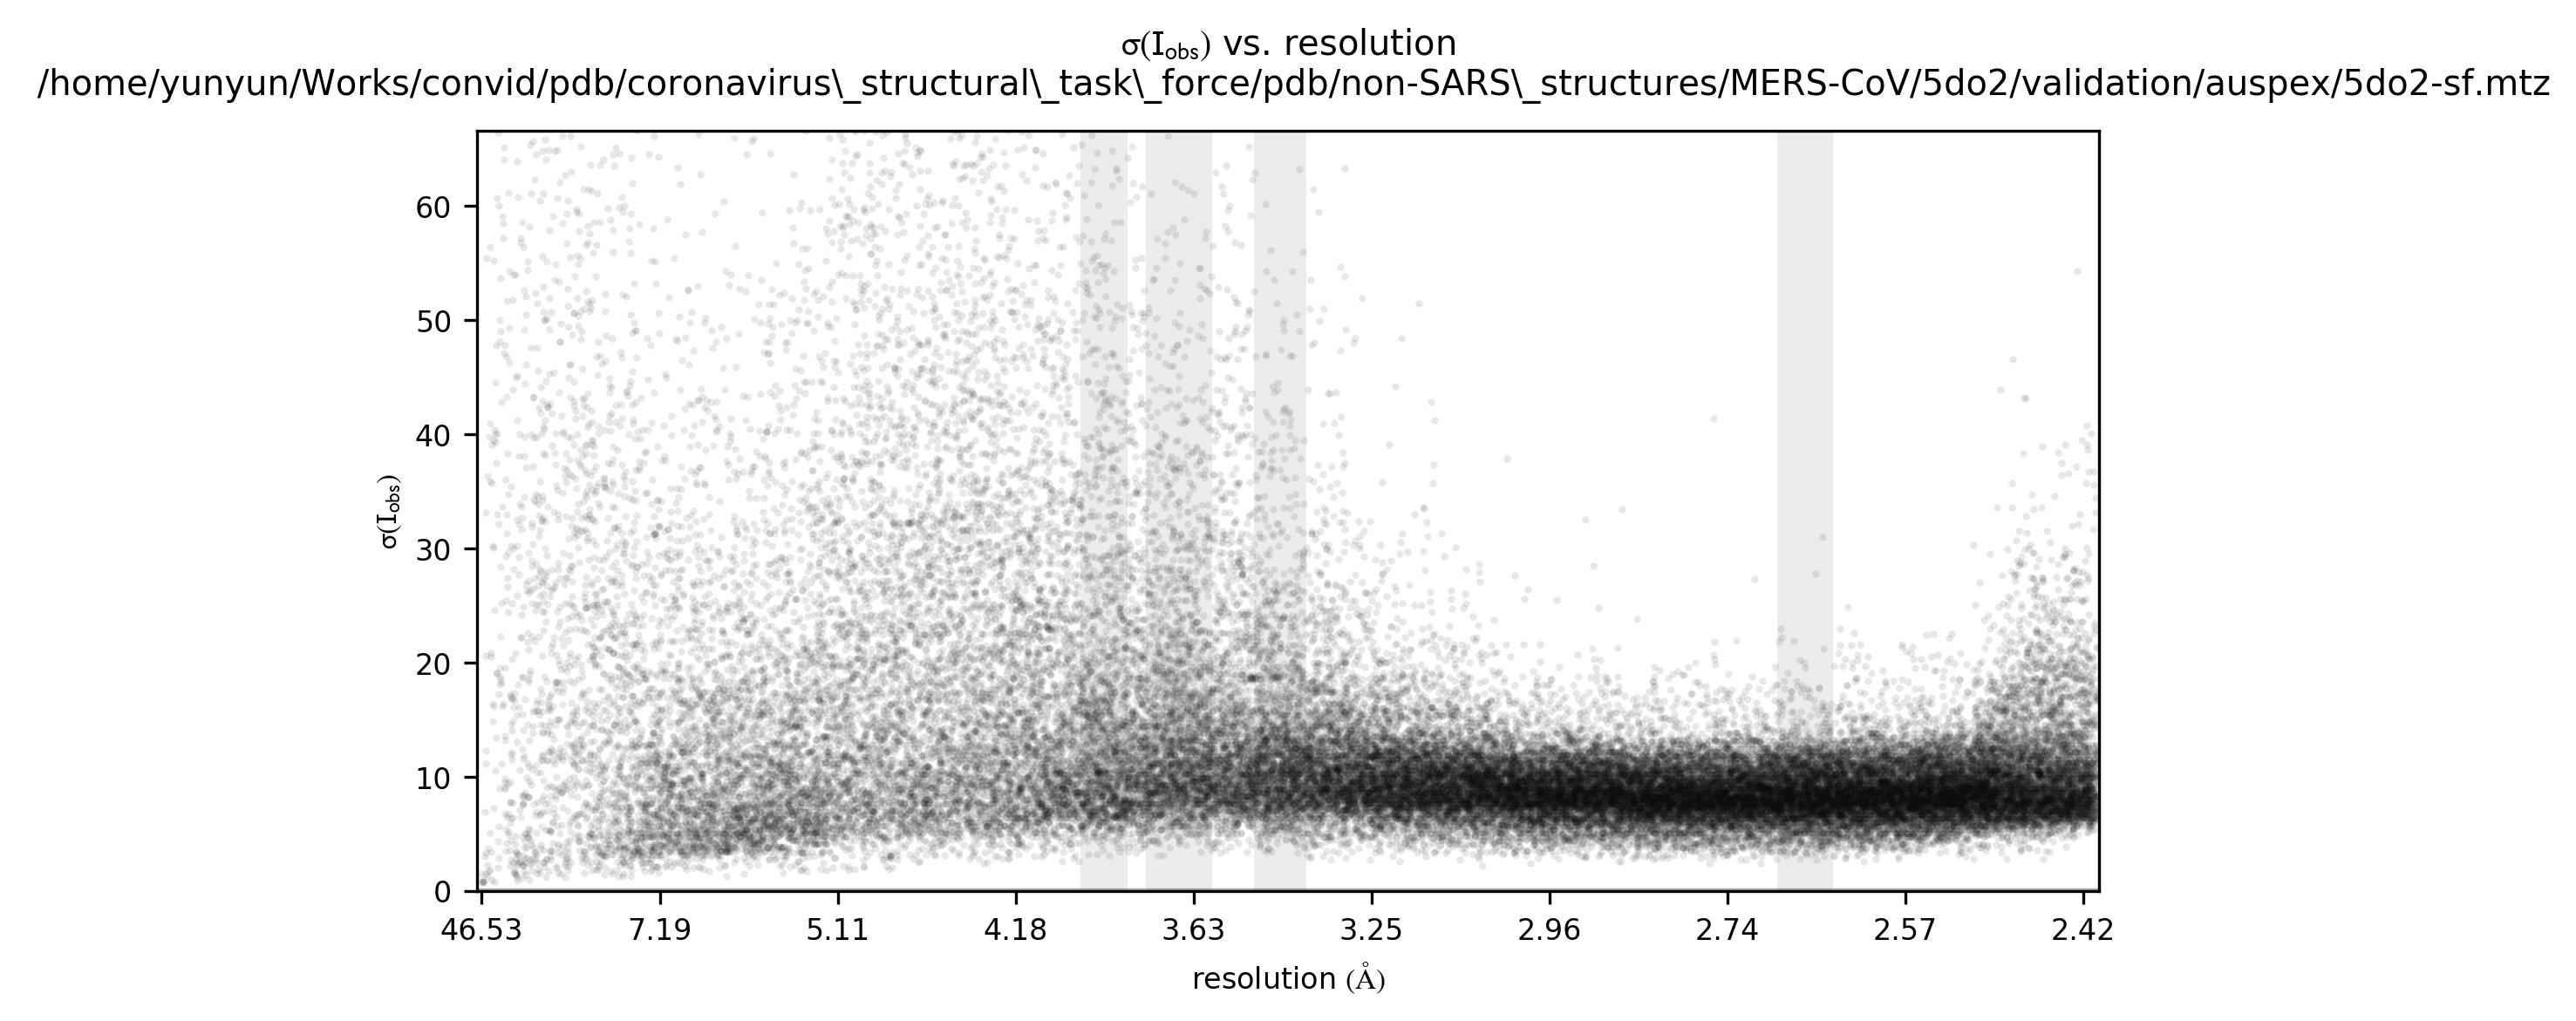 σ(Iobs) vs. resolution
/home/yunyun/Works/convid/pdb/coronavirus\_structural\_task\_force/pdb/non-SARS\_structures/MERS-CoV/5do2/validation/auspex/5do2-sf.mtz
60
50
40
30
20
10
0
σ(Iobs)
46.53 7.19 5.11 4.18 3.63 3.25 2.96 2.74 2.57 2.42
resolution (Å)